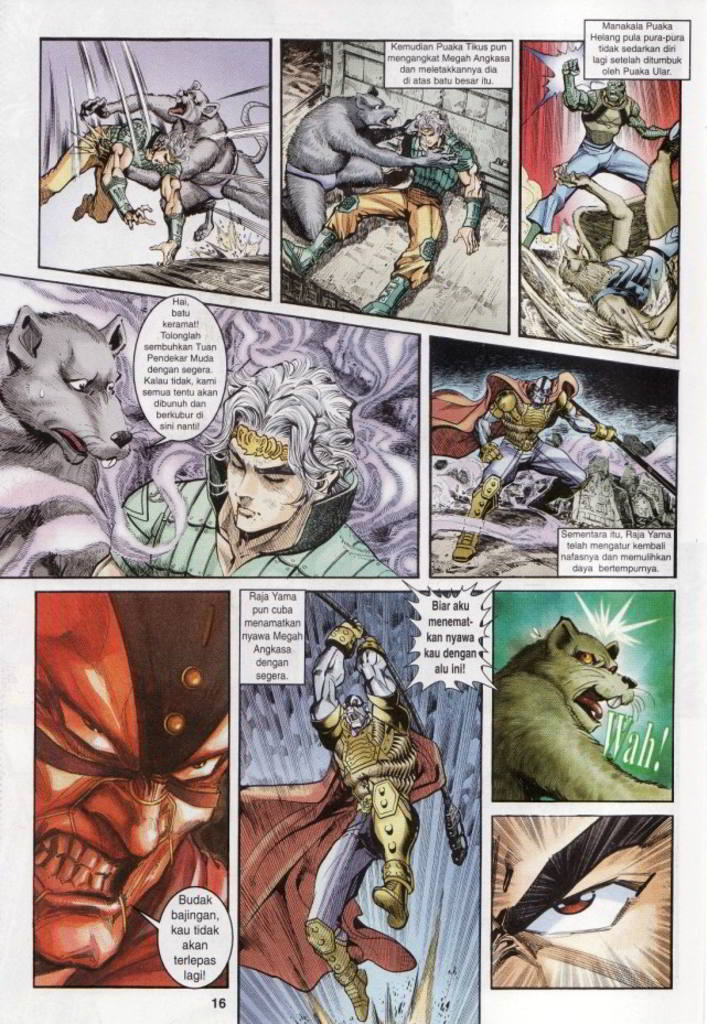 Kemudian Puaka Tikus pun
mengangkat Megah Angkasa
dan meletakkannya dia
di atas batu besar itu.
Manakala Puaka
Helang pula pura-pura
tidak sedarkan diri
lagi setelah ditumbuk
oleh Puaka Ular.
Hai,
batu
keramat!
Tolonglah
sembuhkan Tuan
Pendekar Muda
dengan segera.
Kalau tidak, kami
semua tentu akan
dibunuh dan
berkubur di
sini nanti!
Sementara itu, Raja Yama
telah mengatur kembali
nafasnya dan memulihkan
daya bertempurnya.
Budak
bajingan,
kau tidak
akan
terlepas
lagi!
Raja Yama
pun cuba
menamatkan
nyawa Megah
Angkasa
dengan
segera.
Biar aku
menemat-
kan nyawa
kau dengan
alu ini!
Wah!
16